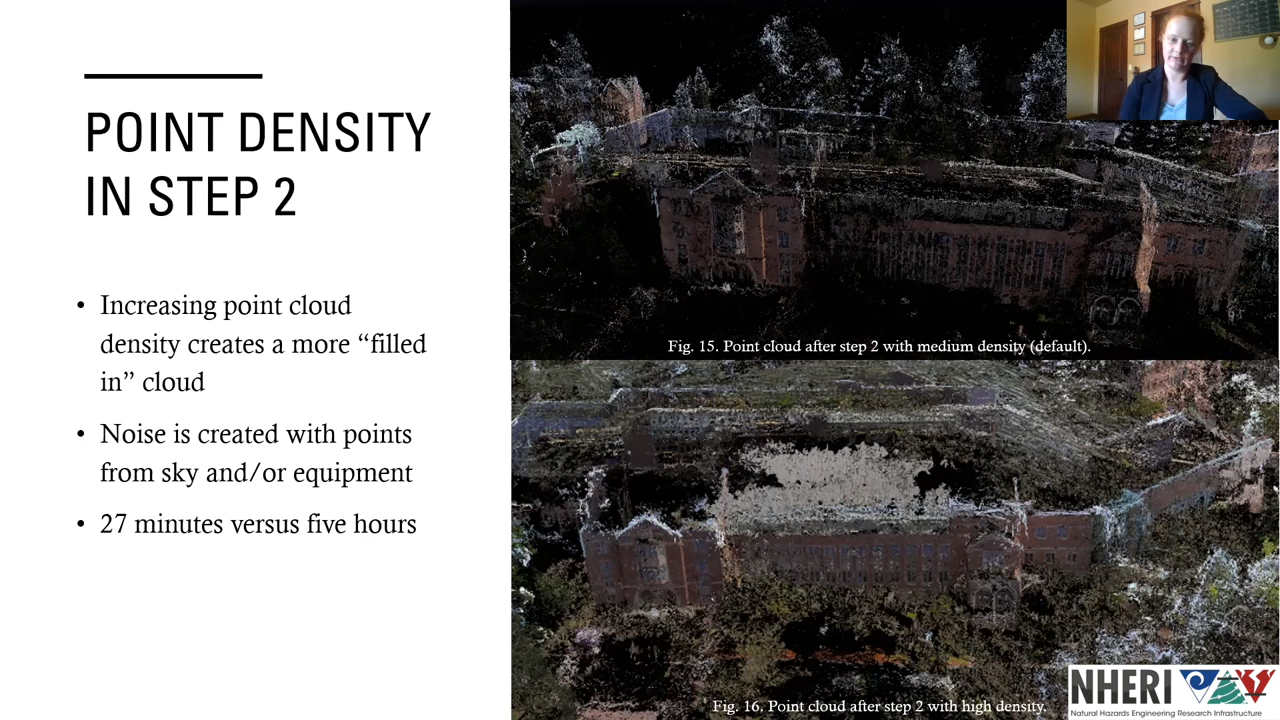 POINT DENSITY
IN STEP 2
• Increasing point cloud
density creates a more “filled
in” cloud
• Noise is created with points
from sky and/or equipment
• 27 minutes versus five hours
Fig. 15. Point cloud after step 2 with medium density (default).
Fig. 16. Point cloud after step 2 with high density.
NHERI
Natural Hazards Engineering Research Infrastructure